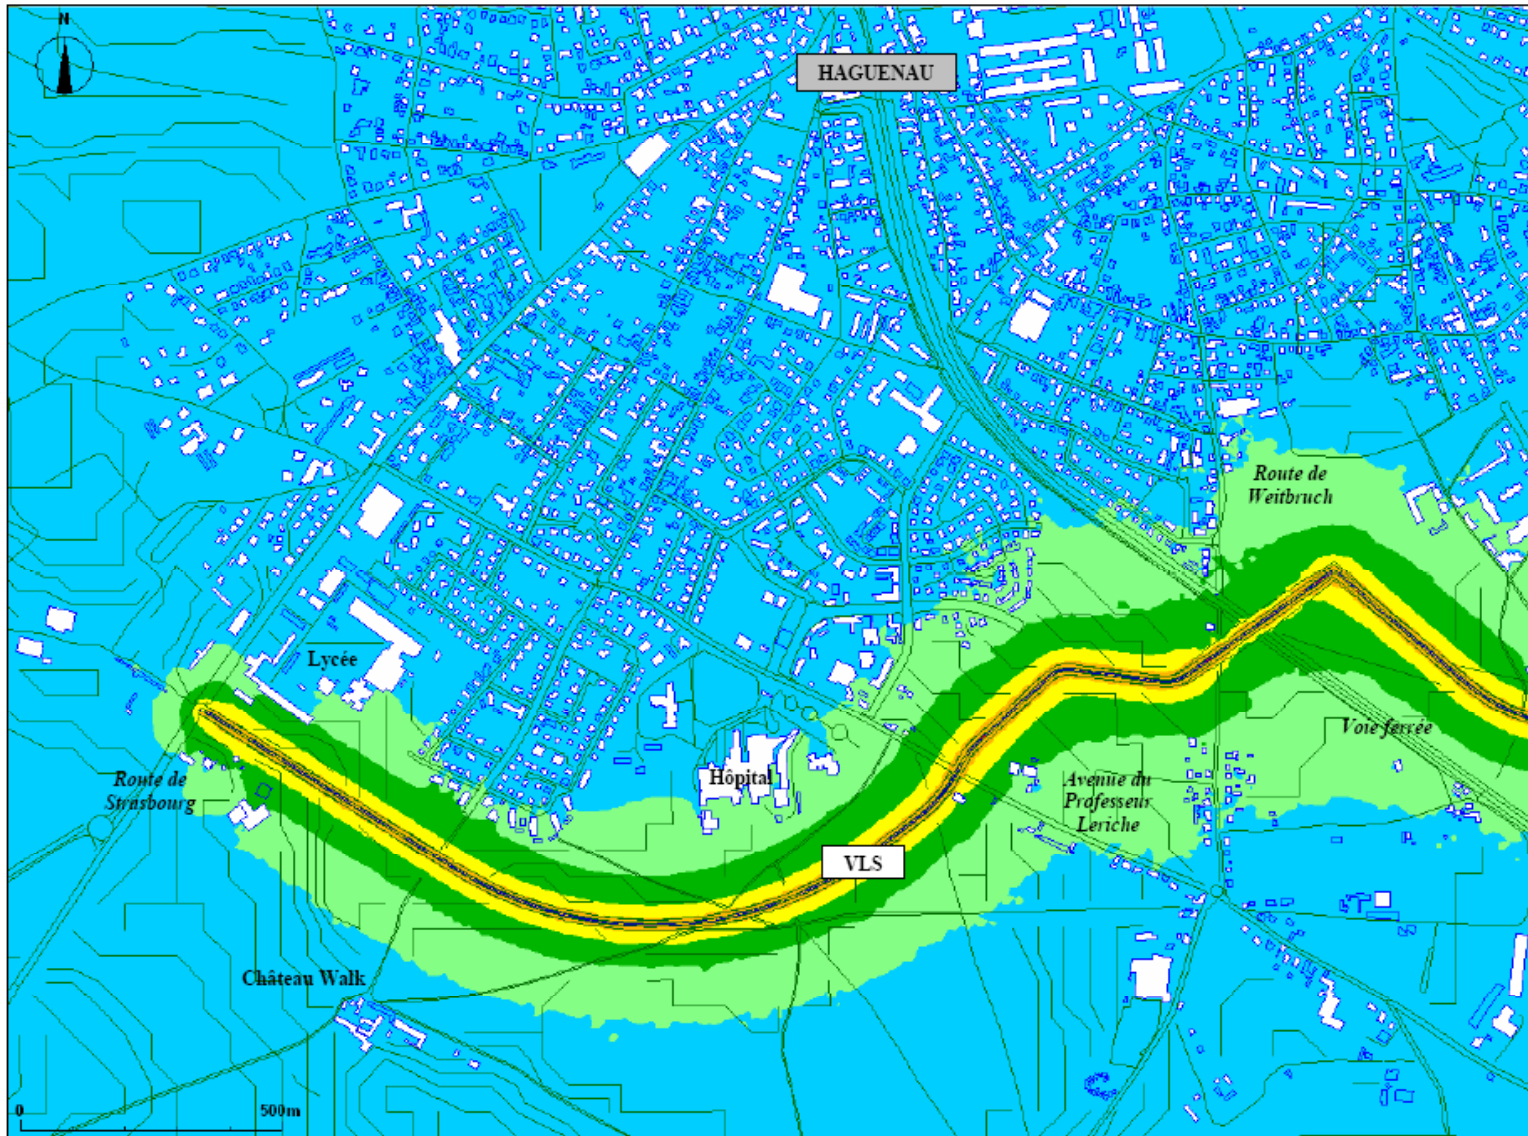 N
HAGUENAU
Route de
Weitbruch
Lycée
Voie ferrée
Route de
Strasbourg
Hôpital
Avenue du
Professeur
Leriche
VLS
Château Walk
0
500m